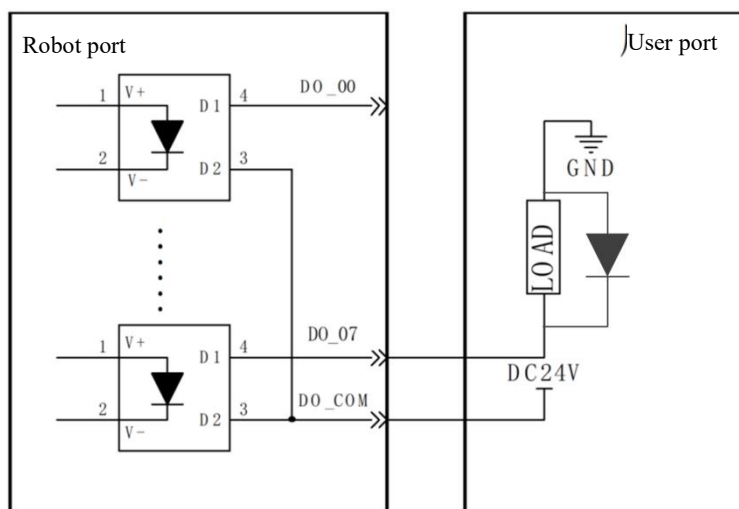 Robot port
User port
1 V+ D1 4 DO_00
2 V- D2 3
GND
LOAD
1 V+ D1 4 DO_07
DC24V
2 V- D2 3 DO_COM